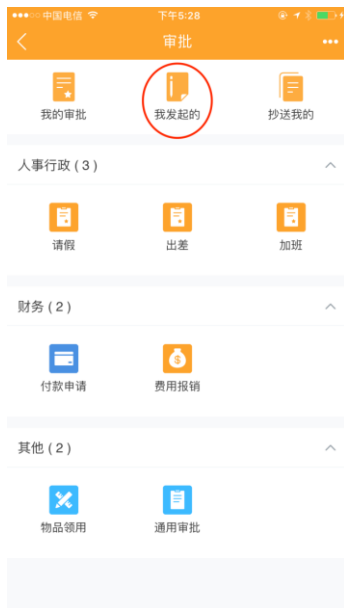 中国电信 下午5:28
审批
我的审批 我发起的 抄送我的
人事行政 ( 3 )
请假 出差 加班
财务 ( 2 )
付款申请 费用报销
其他 ( 2 )
物品领用 通用审批